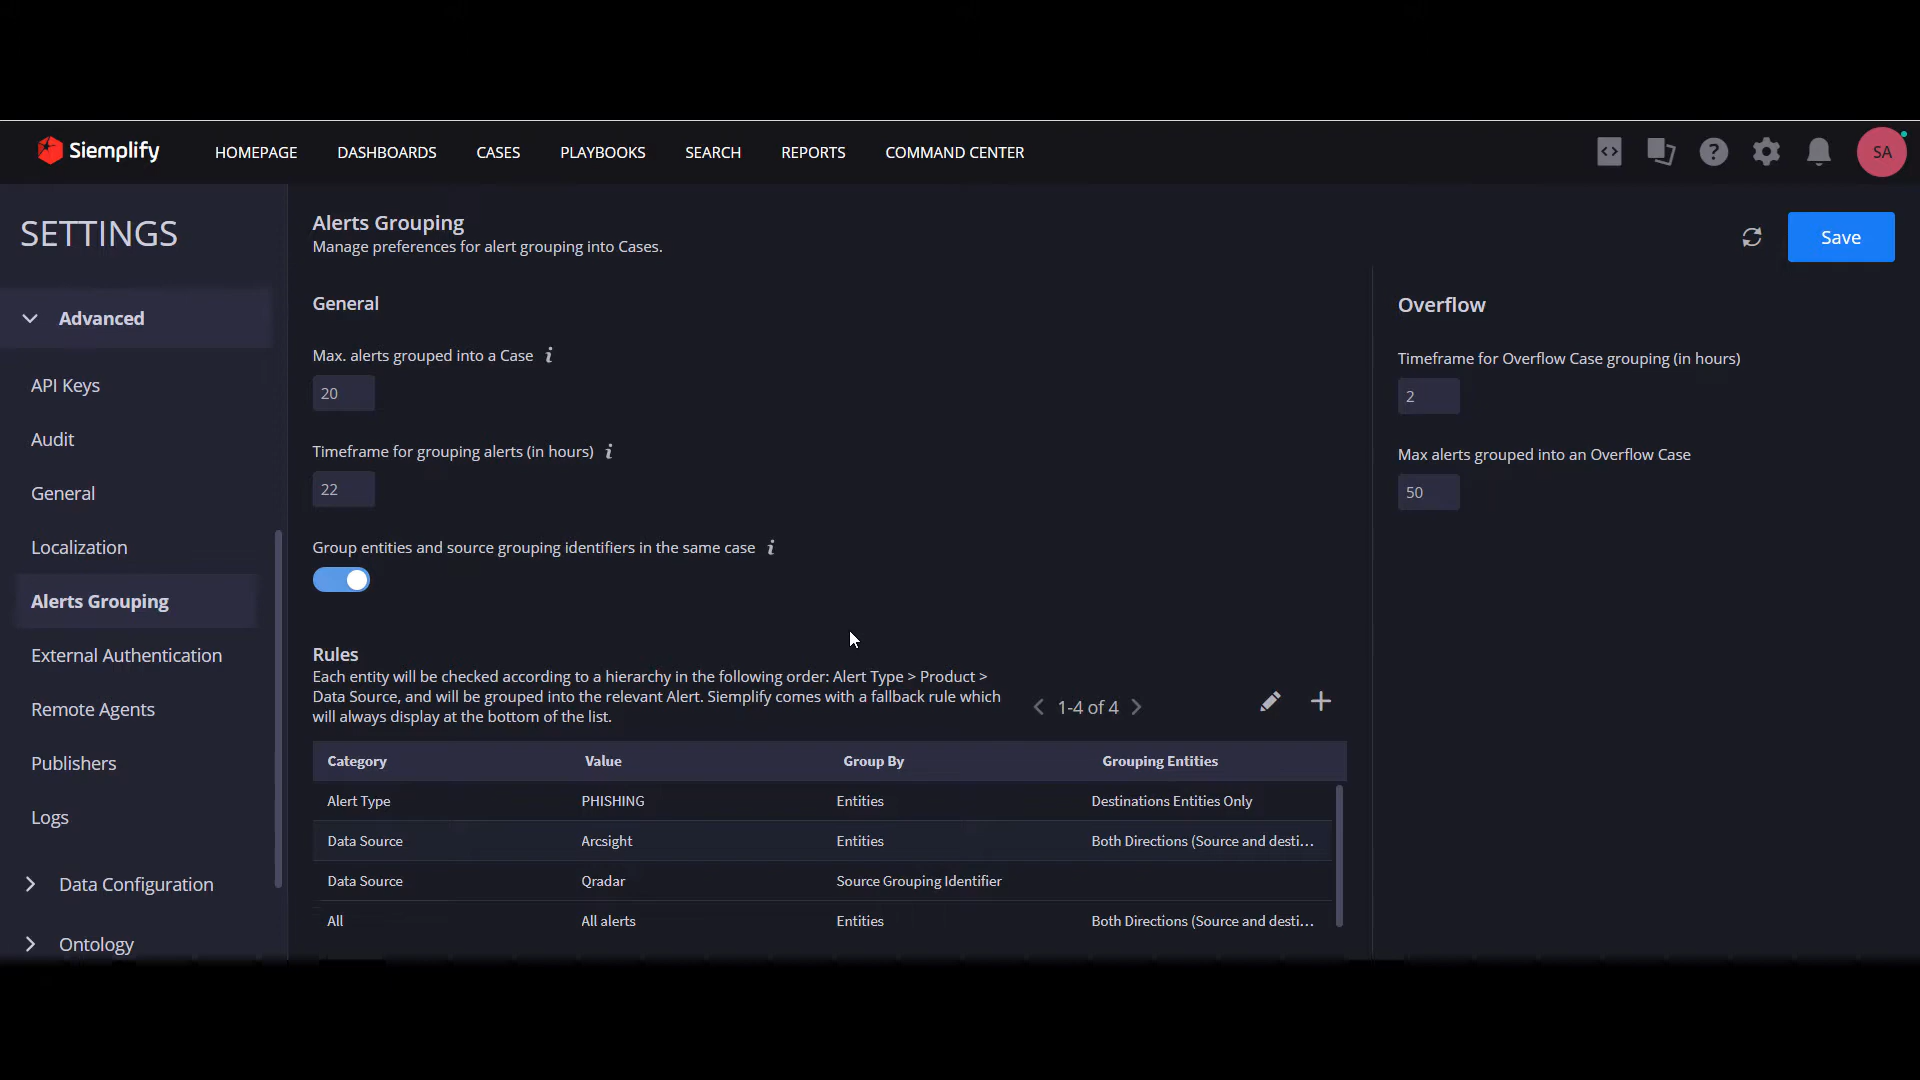 Siemplify
HOMEPAGE
DASHBOARDS
CASES
PLAYBOOKS
SEARCH
REPORTS
COMMAND CENTER
?
SA
SETTINGS
Advanced
API Keys
Audit
General
Localization
Alerts Grouping
External Authentication
Remote Agents
Publishers
Logs
Data Configuration
Ontology
Alerts Grouping
Manage preferences for alert grouping into Cases.
Save
General
Max. alerts grouped into a Case i
20
Timeframe for grouping alerts (in hours) i
22
Group entities and source grouping identifiers in the same case i
Rules
Each entity will be checked according to a hierarchy in the following order: Alert Type > Product >
Data Source, and will be grouped into the relevant Alert. Siemplify comes with a fallback rule which
will always display at the bottom of the list.
1-4 of 4
Category Value Group By Grouping Entities
Alert Type PHISHING Entities Destinations Entities Only
Data Source Arcsight Entities Both Directions (Source and desti...
Data Source Qradar Source Grouping Identifier
All All alerts Entities Both Directions (Source and desti...
Overflow
Timeframe for Overflow Case grouping (in hours)
2
Max alerts grouped into an Overflow Case
50